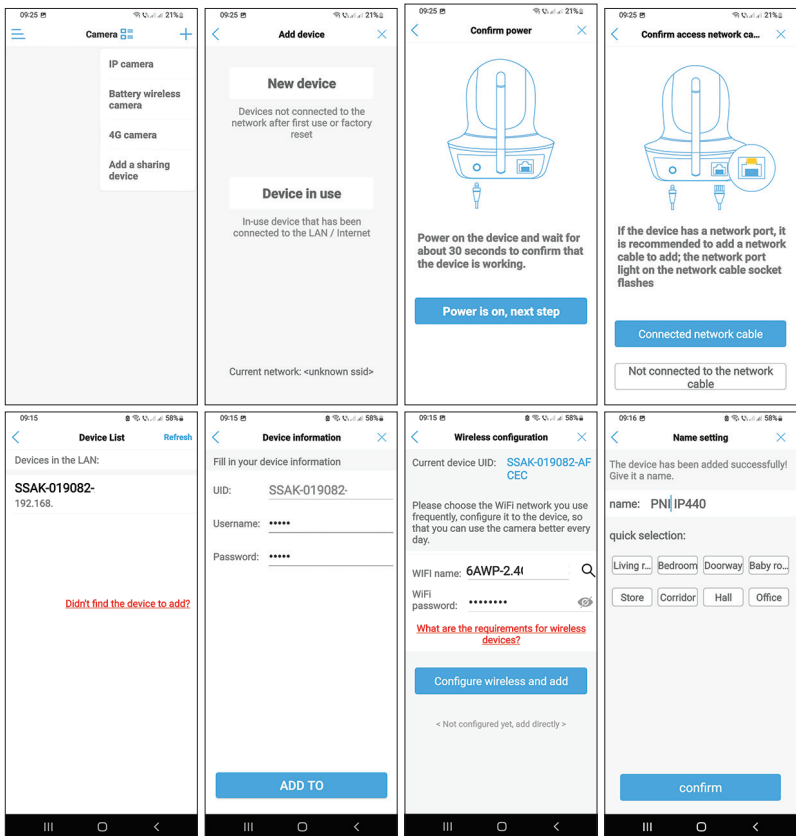 09:25
21%
Camera
IP camera
Battery wireless
camera
4G camera
Add a sharing
device
09:25
21%
Add device
New device
Devices not connected to the
network after first use or factory
reset
Device in use
In-use device that has been
connected to the LAN / Internet
Current network: <unknown ssid>
09:25
21%
Confirm power
Power on the device and wait for
about 30 seconds to confirm that
the device is working.
Power is on, next step
09:25
21%
Confirm access network ca...
If the device has a network port, it
is recommended to add a network
cable to add; the network port
light on the network cable socket
flashes
Connected network cable
Not connected to the network
cable
09:15
58%
Device List
Refresh
Devices in the LAN:
SSAK-019082-
192.168.
Didn't find the device to add?
09:15
58%
Device information
Fill in your device information
UID: SSAK-019082-
Username: •••••
Password: •••••
ADD TO
09:15
58%
Wireless configuration
Current device UID: SSAK-019082-AF
CEC
Please choose the WiFi network you use
frequently, configure it to the device, so
that you can use the camera better every
day.
WIFI name: 6AWP-2.4
WiFi
password: ••••••••
What are the requirements for wireless
devices?
Configure wireless and add
< Not configured yet, add directly >
09:16
58%
Name setting
The device has been added successfully!
Give it a name.
name: PNI IP440
quick selection:
Living r... Bedroom Doorway Baby ro...
Store Corridor Hall Office
confirm